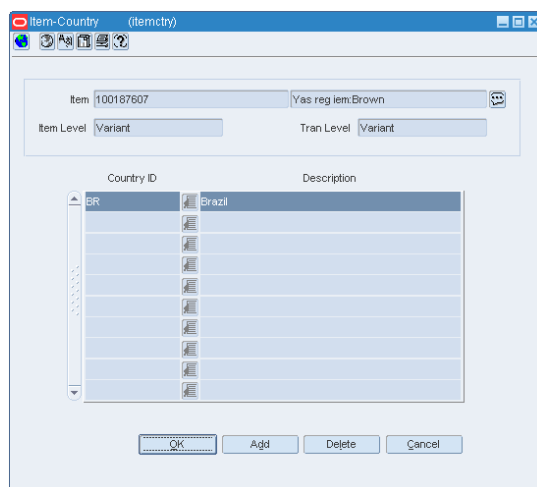 Item-Country (itemctry)
Item 100187607 Yas reg iem:Brown
Item Level Variant Tran Level Variant
Country ID Description
BR Brazil
OK Add Delete Cancel